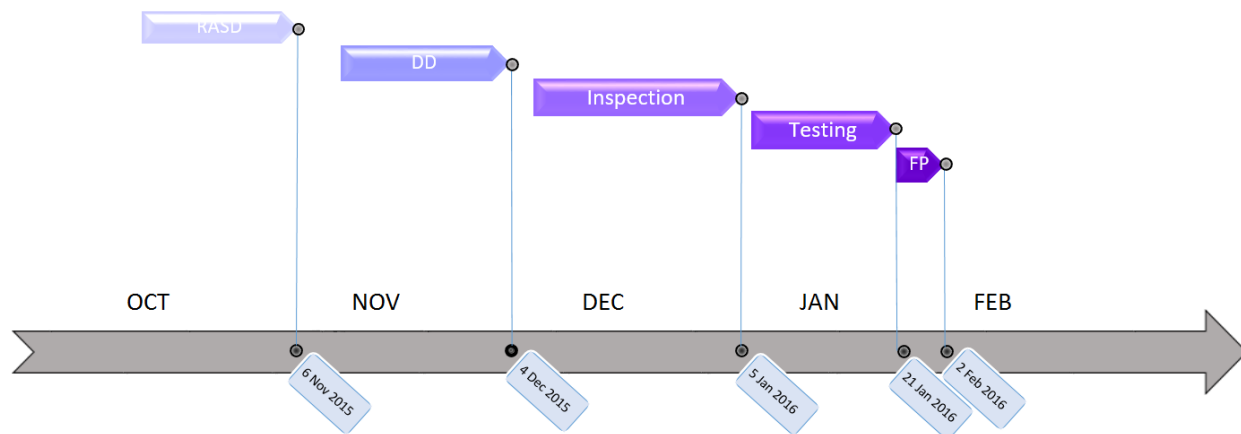 RASD
DD
Inspection
Testing
FP
OCT
NOV
DEC
JAN
FEB
6 Nov 2015
4 Dec 2015
5 Jan 2016
21 Jan 2016
2 Feb 2016